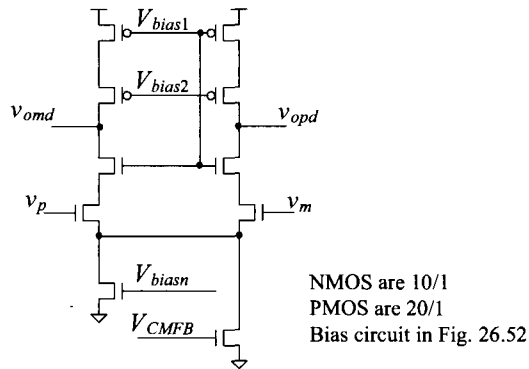 V_bias1
V_bias2
v_omd
v_opd
v_p
v_m
V_biasn
V_CMFB
NMOS are 10/1
PMOS are 20/1
Bias circuit in Fig. 26.52